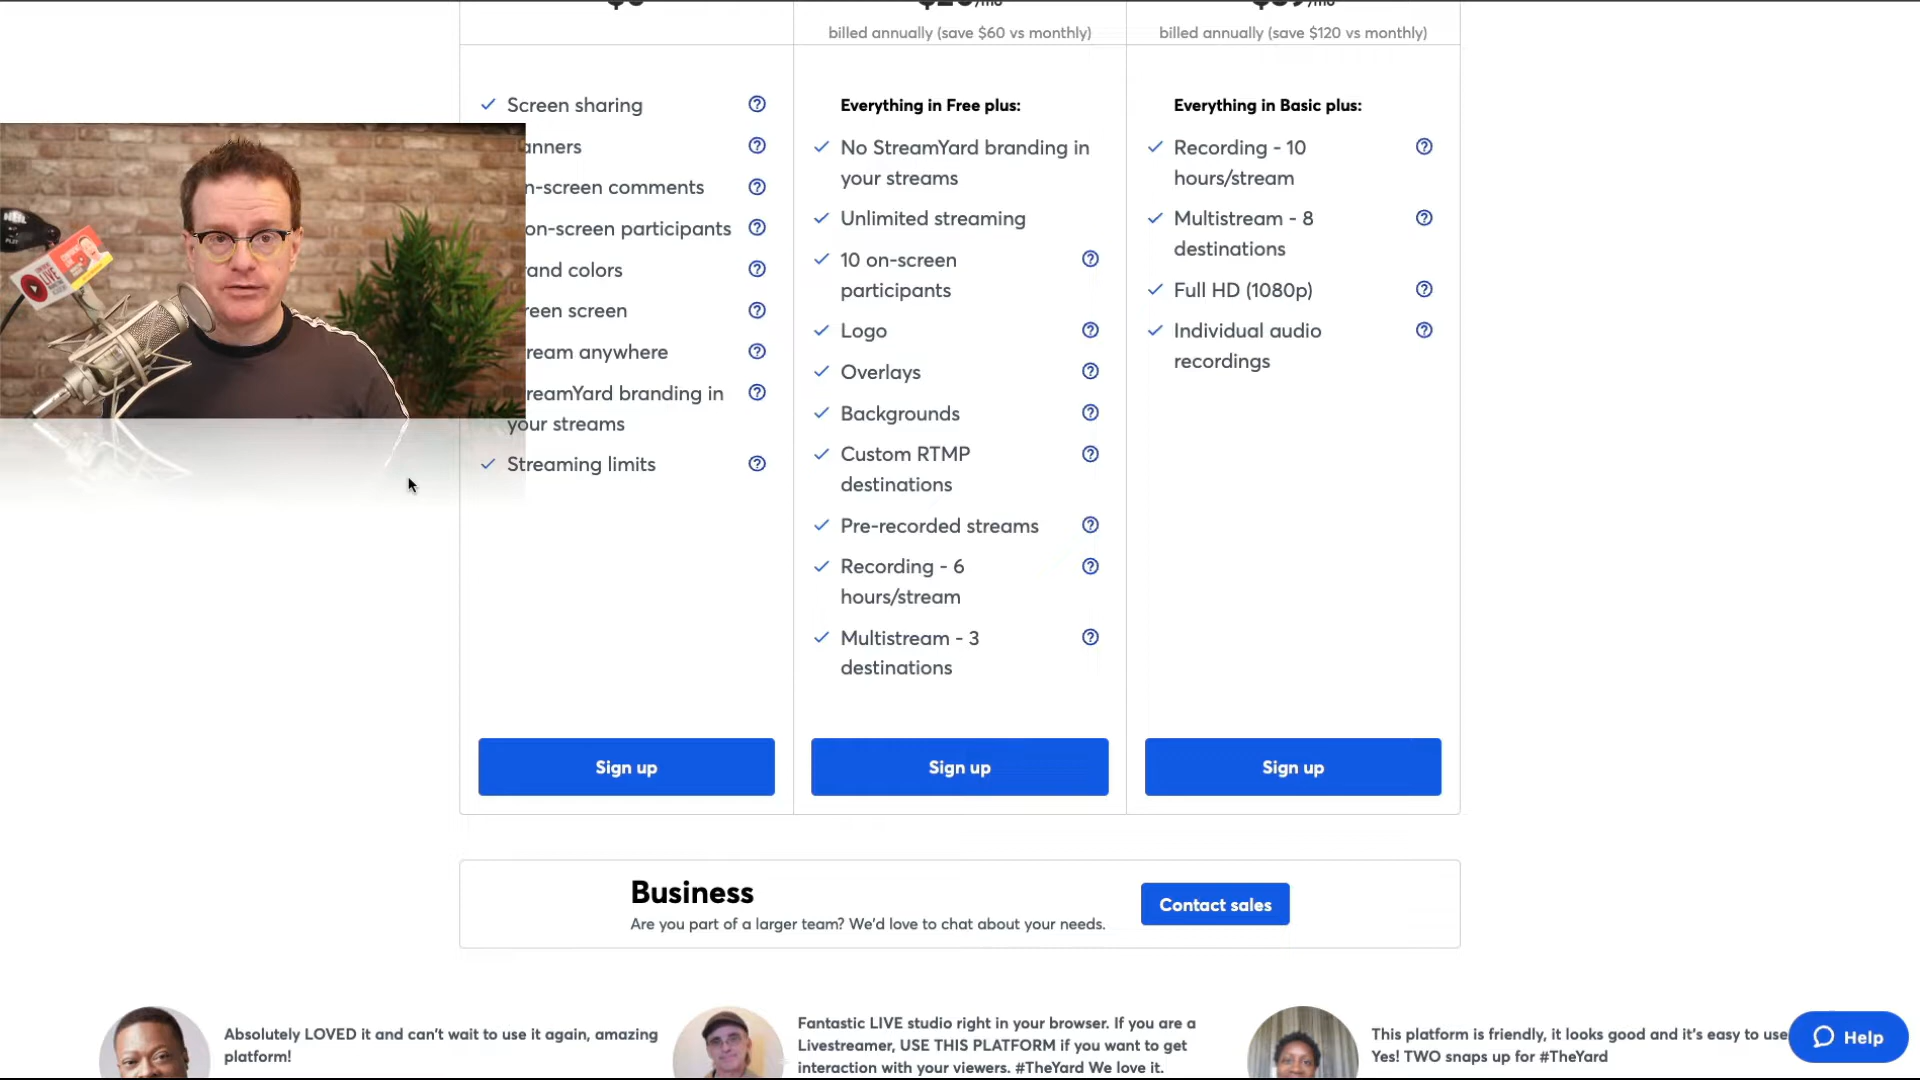 billed annually (save $60 vs monthly)
billed annually (save $120 vs monthly)
Screen sharing
anners
n-screen comments
on-screen participants
and colors
reen screen
ream anywhere
reamYard branding in
your streams
Streaming limits
Sign up
Everything in Free plus:
No StreamYard branding in
your streams
Unlimited streaming
10 on-screen
participants
Logo
Overlays
Backgrounds
Custom RTMP
destinations
Pre-recorded streams
Recording - 6
hours/stream
Multistream - 3
destinations
Sign up
Everything in Basic plus:
Recording - 10
hours/stream
Multistream - 8
destinations
Full HD (1080p)
Individual audio
recordings
Sign up
Business
Are you part of a larger team? We'd love to chat about your needs.
Contact sales
Absolutely LOVED it and can't wait to use it again, amazing
platform!
Fantastic LIVE studio right in your browser. If you are a
Livestreamer, USE THIS PLATFORM if you want to get
interaction with your viewers. #TheYard We love it.
This platform is friendly, it looks good and it's easy to use
Yes! TWO snaps up for #TheYard
Help